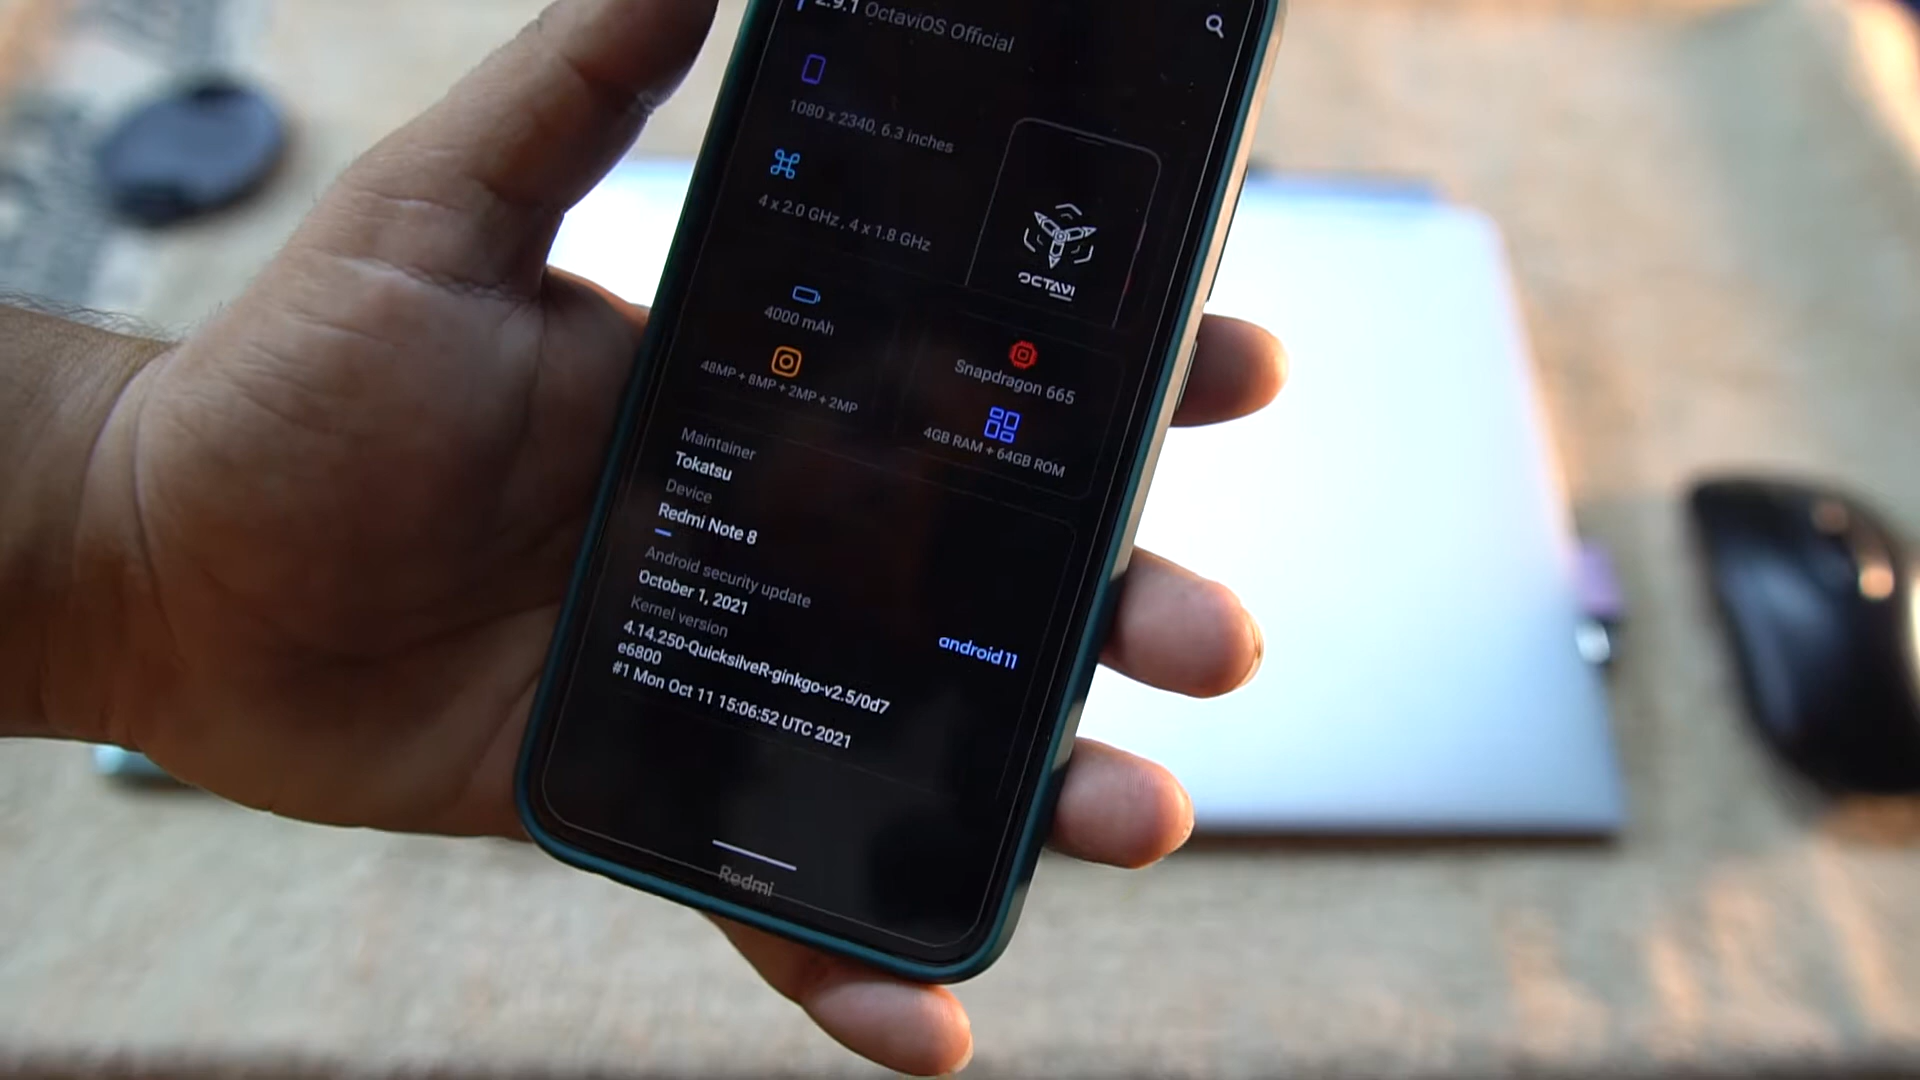 2.9.1 OctaviOS Official
1080 x 2340, 6.3 inches
4 x 2.0 GHz , 4 x 1.8 GHz
OCTAVI
4000 mAh
Snapdragon 665
48MP + 8MP + 2MP + 2MP
4GB RAM + 64GB ROM
Maintainer
Tokatsu
Device
Redmi Note 8
Android security update
October 1, 2021
Kernel version
4.14.250-QuicksilveR-ginkgo-v2.5/0d7
e6800
#1 Mon Oct 11 15:06:52 UTC 2021
android 11
Redmi